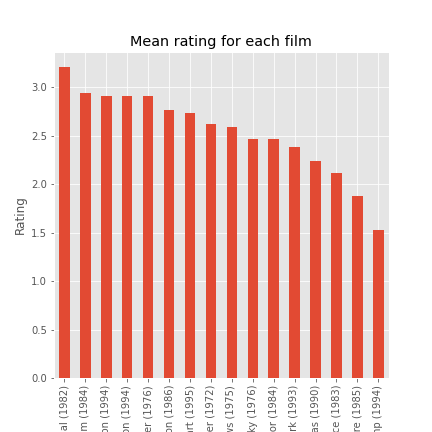 Mean rating for each film
3.0
2.5
2.0
1.5
1.0
0.5
0.0
Rating
al (1982)
m (1984)
on (1994)
on (1994)
er (1976)
on (1986)
rt (1995)
er (1972)
ws (1975)
ky (1976)
or (1984)
rk (1993)
as (1990)
ce (1983)
re (1985)
mp (1994)